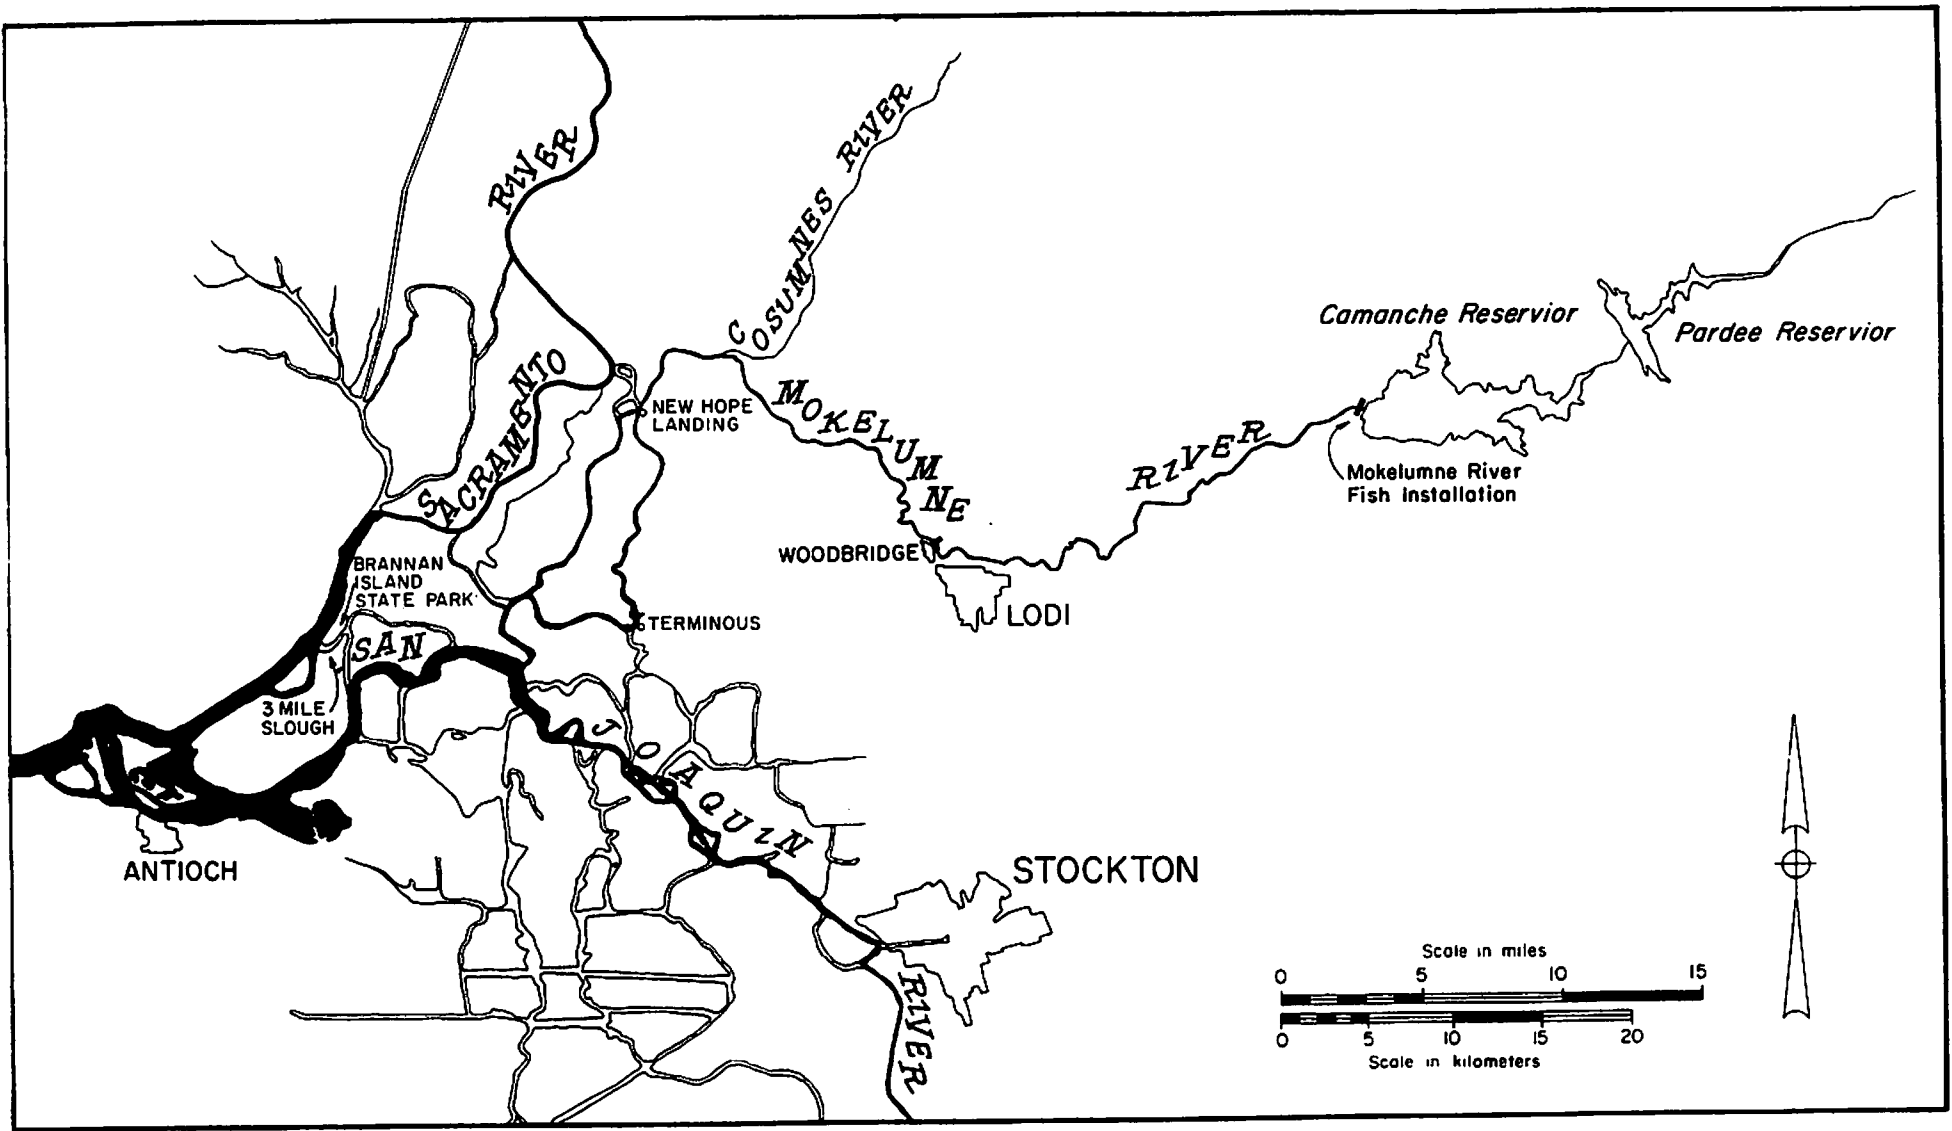 RIVER
COSUMNES RIVER
SACRAMENTO
NEW HOPE
LANDING
MOKELUMNE
RIVER
Camanche Reservior
Pardee Reservior
Mokelumne River
Fish Installation
WOODBRIDGE
LODI
BRANNAN
ISLAND
STATE PARK
TERMINOUS
SAN
JOAQUIN
RIVER
3 MILE
SLOUGH
ANTIOCH
STOCKTON
Scale in miles
0 5 10 15
0 5 10 15 20
Scale in kilometers